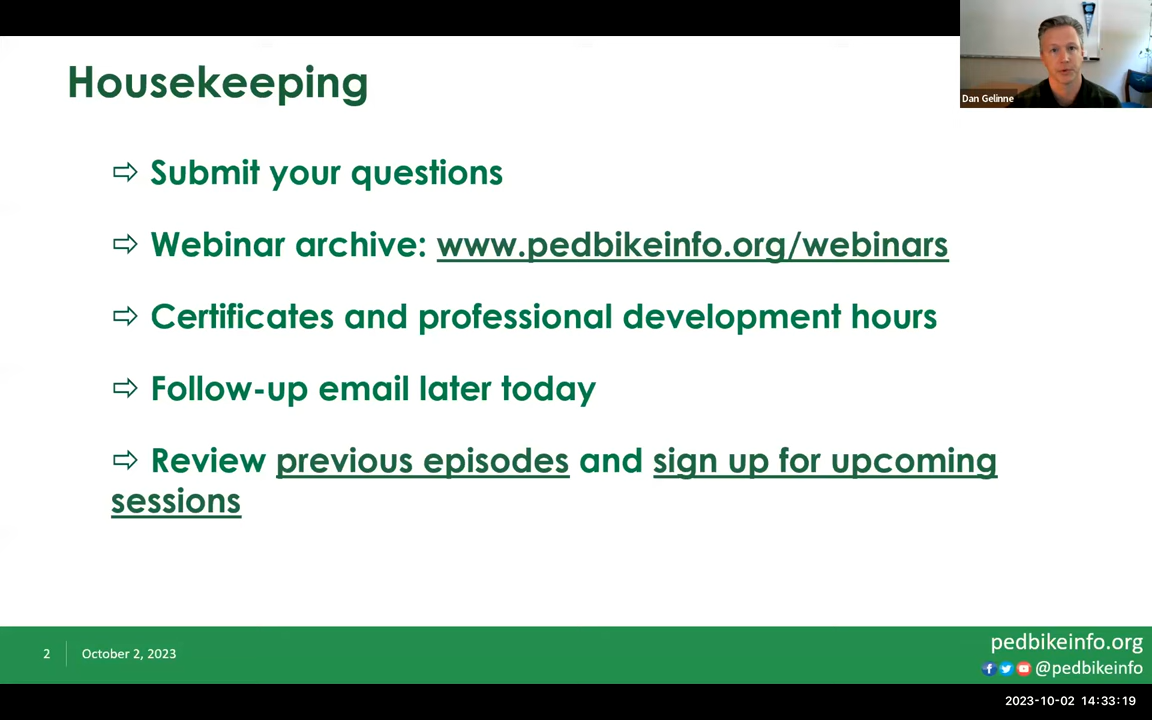 Housekeeping
Dan Gelinne
⇨ Submit your questions
⇨ Webinar archive: www.pedbikeinfo.org/webinars
⇨ Certificates and professional development hours
⇨ Follow-up email later today
⇨ Review previous episodes and sign up for upcoming
sessions
2
October 2, 2023
pedbikeinfo.org
@pedbikeinfo
2023-10-02 14:33:19